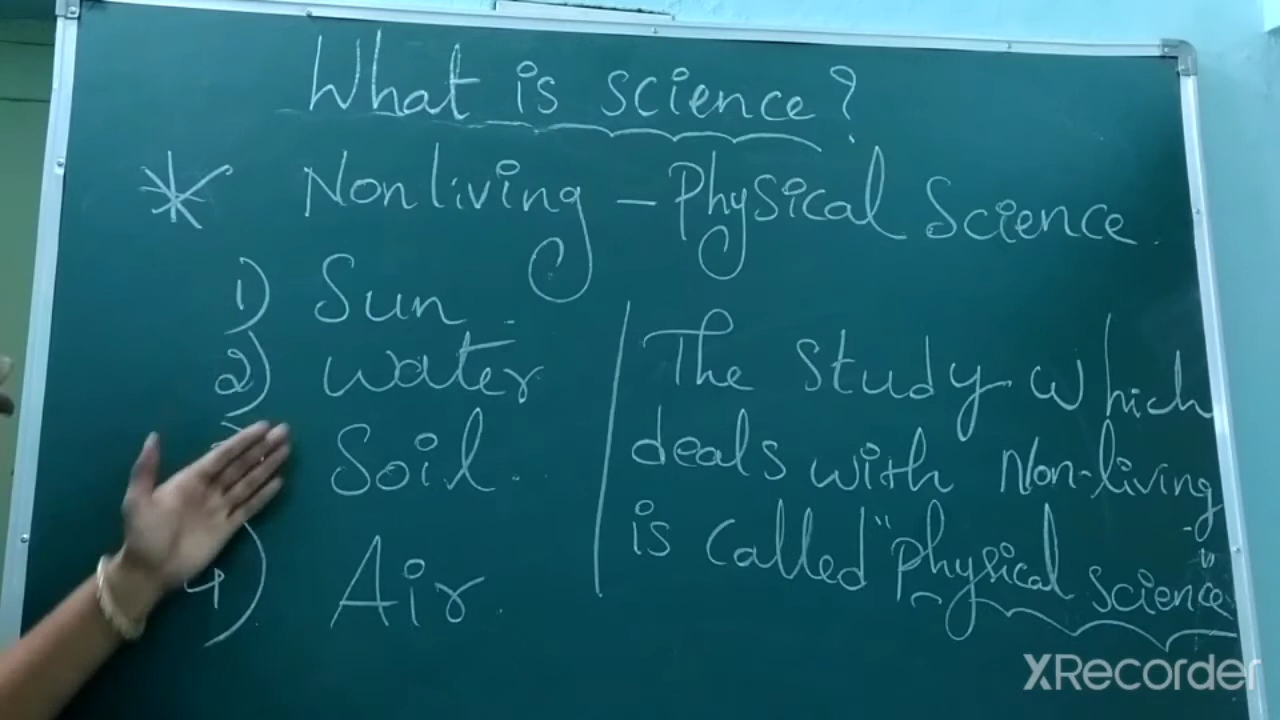 What is science?
* Nonliving - Physical Science.
1) Sun.
2) Water
Soil.
4) Air.
The Study which
deals with Non-living
is called "physical science"
XRecorder